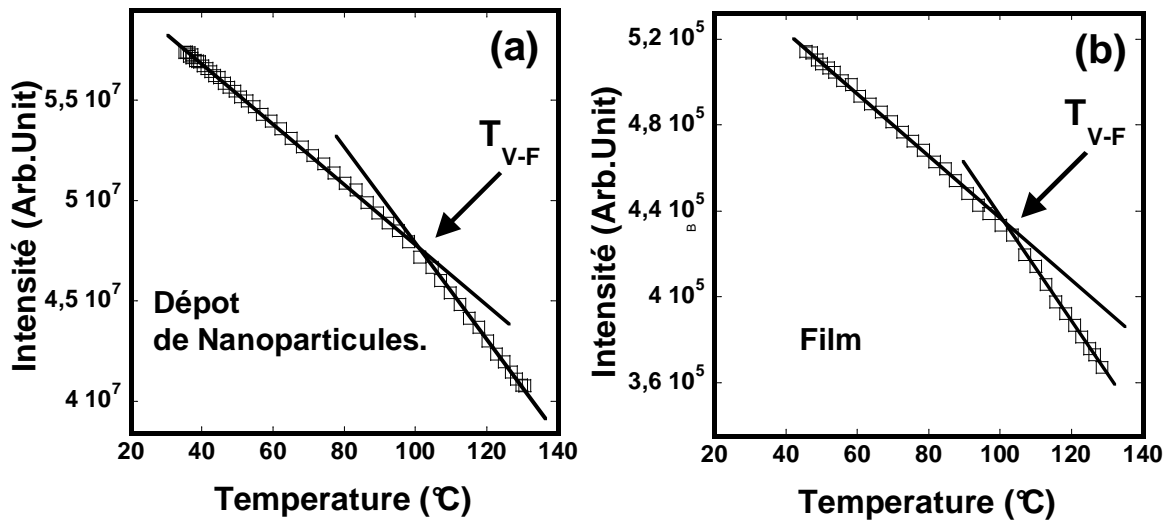 (a)
Intensité (Arb.Unit)
5,5 10⁷
5 10⁷
4,5 10⁷
4 10⁷
T V-F
Dépot
de Nanoparticules.
20 40 60 80 100 120 140
Temperature (°C)
(b)
Intensité (Arb.Unit)
B
5,2 10⁵
4,8 10⁵
4,4 10⁵
4 10⁵
3,6 10⁵
T V-F
Film
20 40 60 80 100 120 140
Temperature (°C)